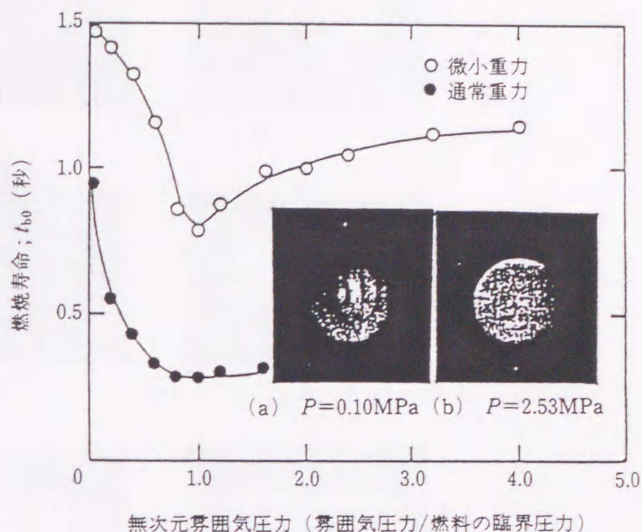 1.5
1.0
0.5
0
燃焼寿命；t_b0（秒）
○ 微小重力
● 通常重力
(a) P=0.10MPa (b) P=2.53MPa
0 1.0 2.0 3.0 4.0 5.0
無次元雰囲気圧力（雰囲気圧力/燃料の臨界圧力）